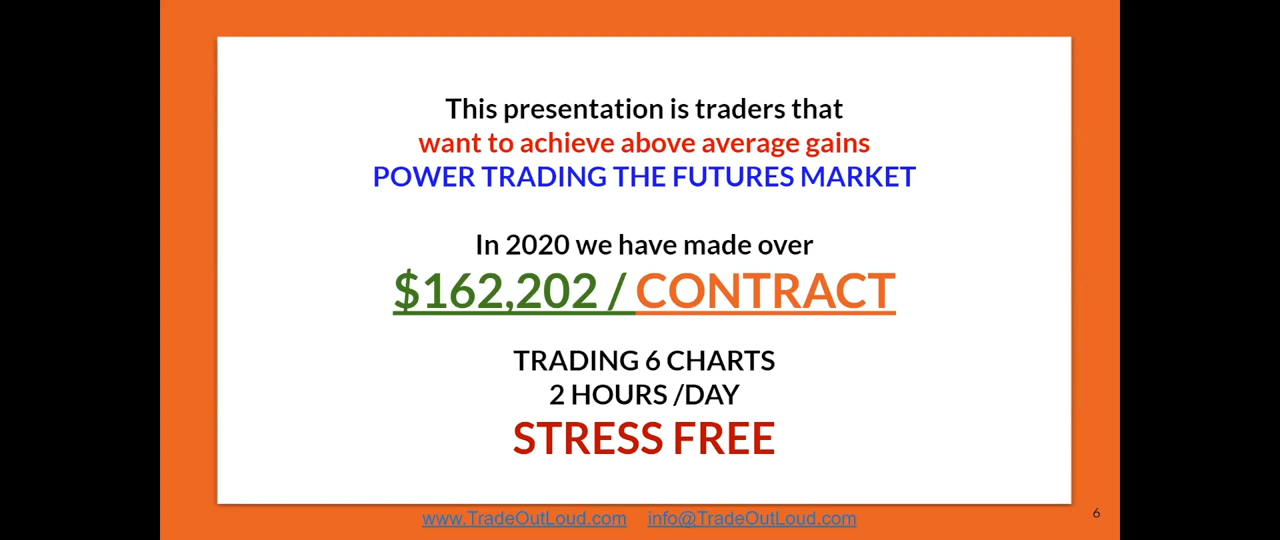 This presentation is traders that
want to achieve above average gains
POWER TRADING THE FUTURES MARKET
In 2020 we have made over
$162,202 / CONTRACT
TRADING 6 CHARTS
2 HOURS /DAY
STRESS FREE
www.TradeOutLoud.com info@TradeOutLoud.com
6